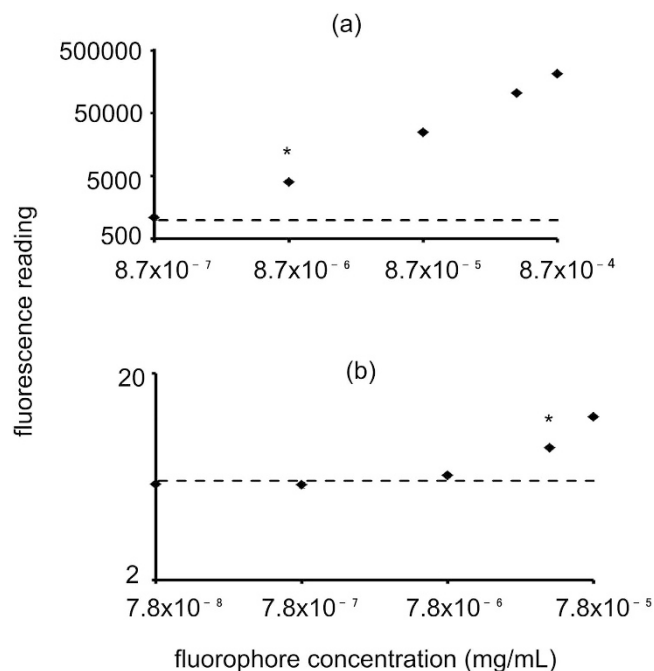 (a)
500000
50000
5000
500
*
8.7x10⁻⁷ 8.7x10⁻⁶ 8.7x10⁻⁵ 8.7x10⁻⁴
fluorescence reading
(b)
20
2
*
7.8x10⁻⁸ 7.8x10⁻⁷ 7.8x10⁻⁶ 7.8x10⁻⁵
fluorophore concentration (mg/mL)